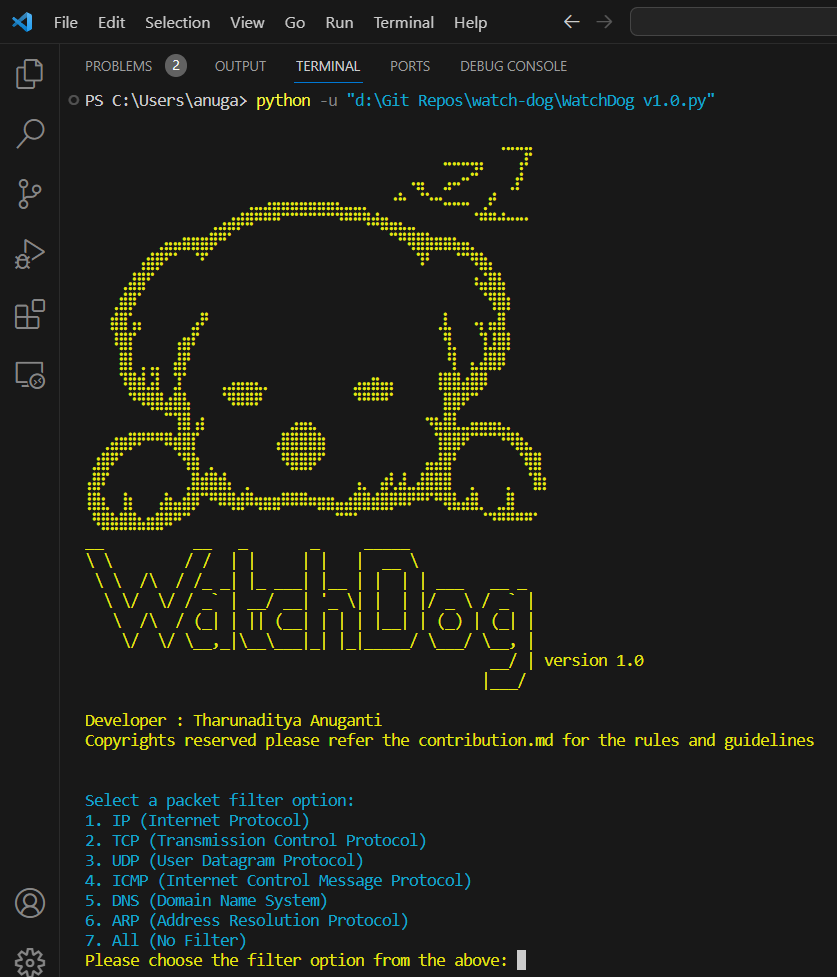 File Edit Selection View Go Run Terminal Help
PROBLEMS 2 OUTPUT TERMINAL PORTS DEBUG CONSOLE
PS C:\Users\anuga> python -u "d:\Git Repos\watch-dog\WatchDog v1.0.py"
zZ
WatchDog
version 1.0
Developer : Tharunaditya Anuganti
Copyrights reserved please refer the contribution.md for the rules and guidelines
Select a packet filter option:
1. IP (Internet Protocol)
2. TCP (Transmission Control Protocol)
3. UDP (User Datagram Protocol)
4. ICMP (Internet Control Message Protocol)
5. DNS (Domain Name System)
6. ARP (Address Resolution Protocol)
7. All (No Filter)
Please choose the filter option from the above: